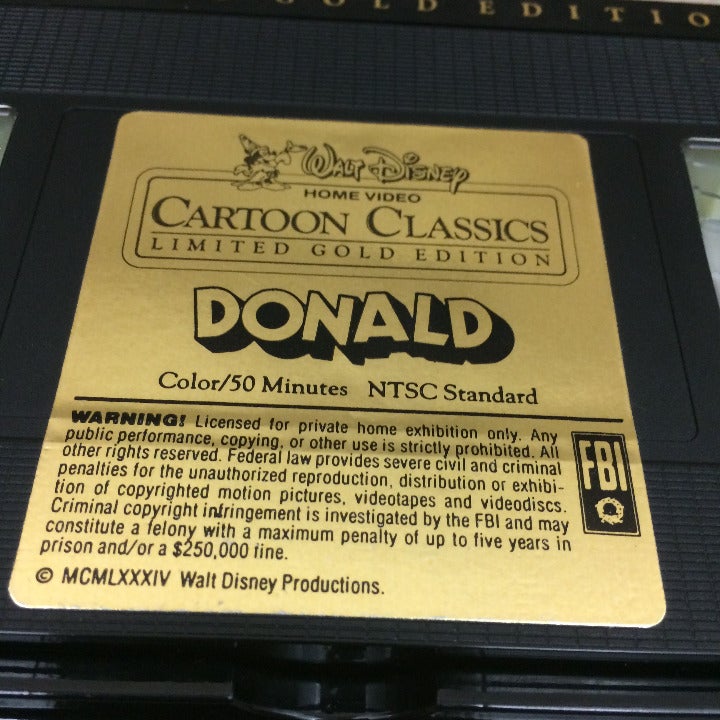 GOLD EDITIO
WALT DISNEY
HOME VIDEO
CARTOON CLASSICS
LIMITED GOLD EDITION
DONALD
Color/50 Minutes NTSC Standard
WARNING! Licensed for private home exhibition only. Any
public performance, copying, or other use is strictly prohibited. All
other rights reserved. Federal law provides severe civil and criminal
penalties for the unauthorized reproduction, distribution or exhibi-
tion of copyrighted motion pictures, videotapes and videodiscs.
Criminal copyright infringement is investigated by the FBI and may
constitute a felony with a maximum penalty of up to five years in
prison and/or a $250,000 fine.
FBI
© MCMLXXXIV Walt Disney Productions.